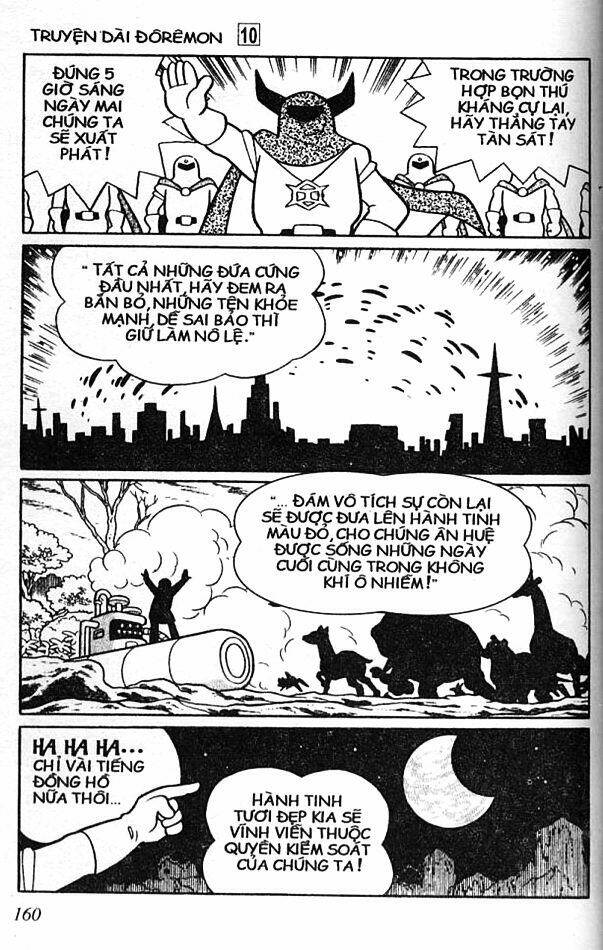 TRUYỆN DÀI ĐÔRÊMON 10
ĐÚNG 5
GIỜ SÁNG
NGÀY MAI
CHÚNG TA
SẼ XUẤT
PHÁT!
TRONG TRƯỜNG
HỢP BỌN THÚ
KHÁNG CỰ LẠI,
HÃY THẲNG TAY
TÀN SÁT!
" TẤT CẢ NHỮNG ĐỨA CỨNG
ĐẦU NHẤT, HÃY ĐEM RA
BẮN BỎ, NHỮNG TÊN KHỎE
MẠNH, DỄ SAI BẢO THÌ
GIỮ LÀM NÔ LỆ."
"... ĐÁM VÔ TÍCH SỰ CÒN LẠI
SẼ ĐƯỢC ĐƯA LÊN HÀNH TINH
MÀU ĐỎ, CHO CHÚNG ÂN HUỆ
ĐƯỢC SỐNG NHỮNG NGÀY
CUỐI CÙNG TRONG KHÔNG
KHÍ Ô NHIỄM!"
HA HA HA...
CHỈ VÀI TIẾNG
ĐỒNG HỒ
NỮA THÔI...
HÀNH TINH
TƯƠI ĐẸP KIA SẼ
VĨNH VIỄN THUỘC
QUYỀN KIỂM SOÁT
CỦA CHÚNG TA!
160